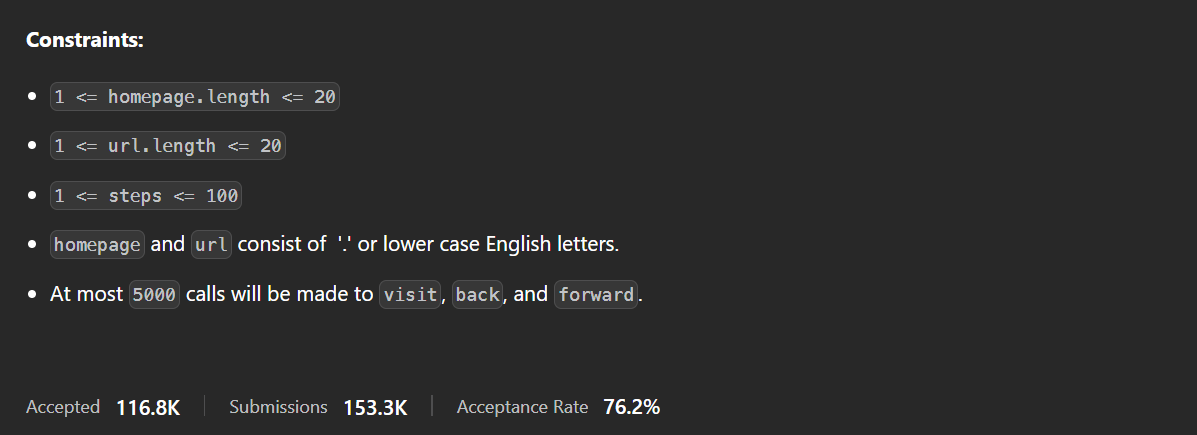 Constraints:
• 1 <= homepage.length <= 20
• 1 <= url.length <= 20
• 1 <= steps <= 100
• homepage and url consist of '.' or lower case English letters.
• At most 5000 calls will be made to visit, back, and forward.
Accepted 116.8K | Submissions 153.3K | Acceptance Rate 76.2%